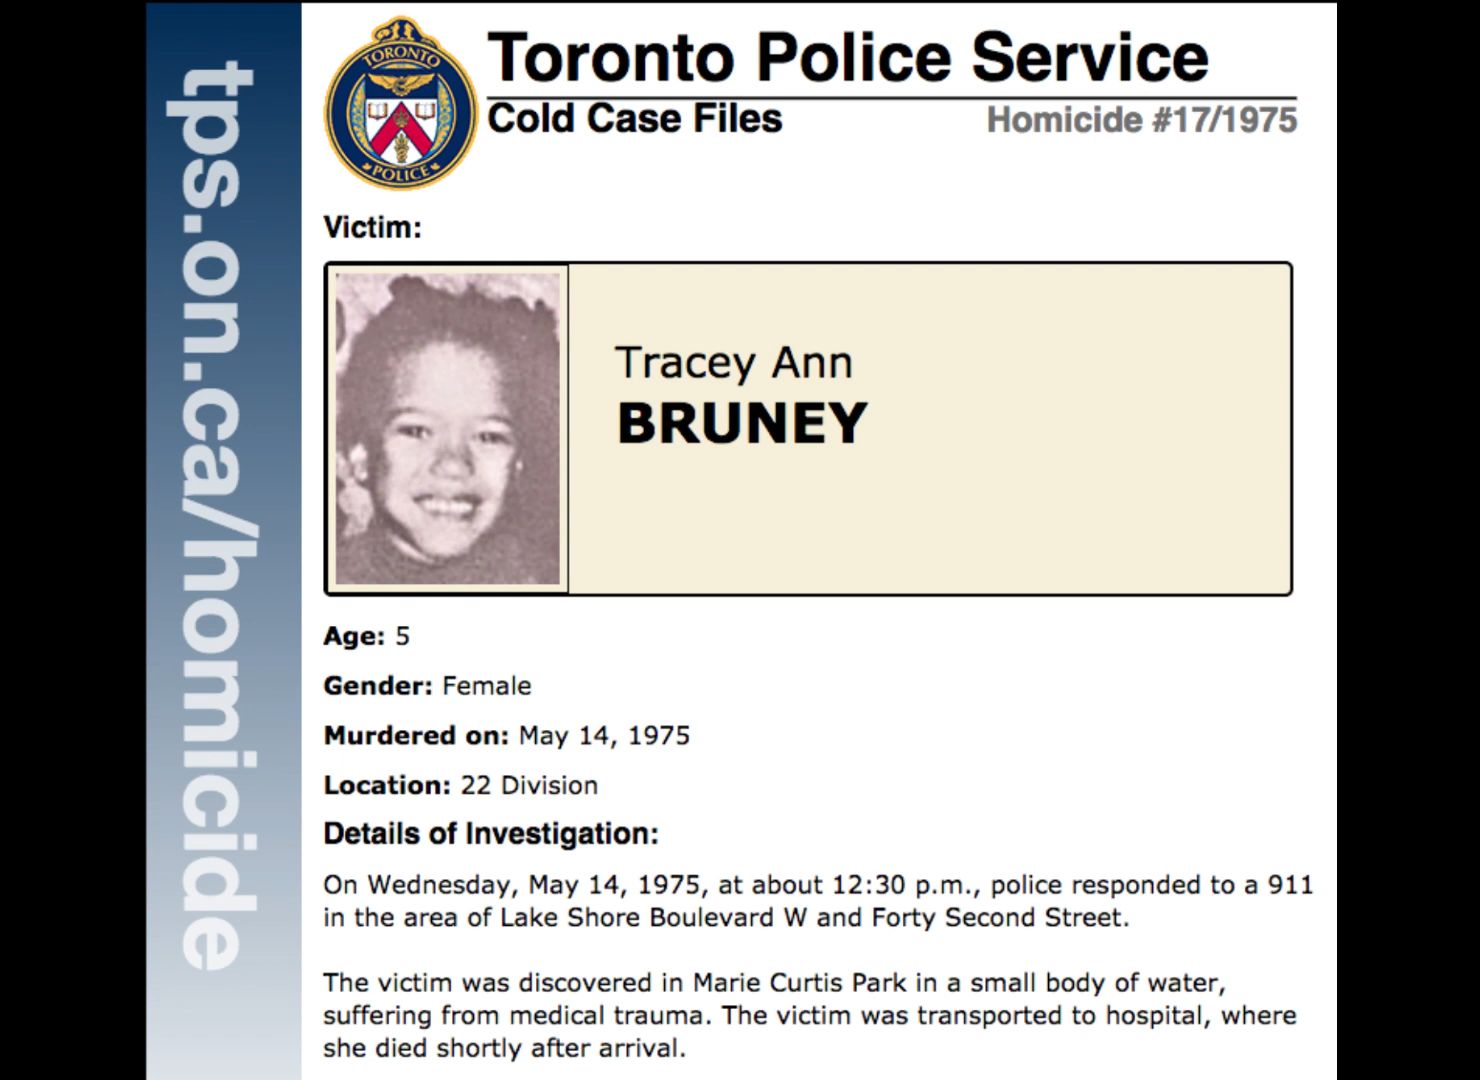 tps.on.ca/homicide
TORONTO
POLICE
Toronto Police Service
Cold Case Files
Homicide #17/1975
Victim:
Tracey Ann
BRUNEY
Age: 5
Gender: Female
Murdered on: May 14, 1975
Location: 22 Division
Details of Investigation:
On Wednesday, May 14, 1975, at about 12:30 p.m., police responded to a 911
in the area of Lake Shore Boulevard W and Forty Second Street.
The victim was discovered in Marie Curtis Park in a small body of water,
suffering from medical trauma. The victim was transported to hospital, where
she died shortly after arrival.